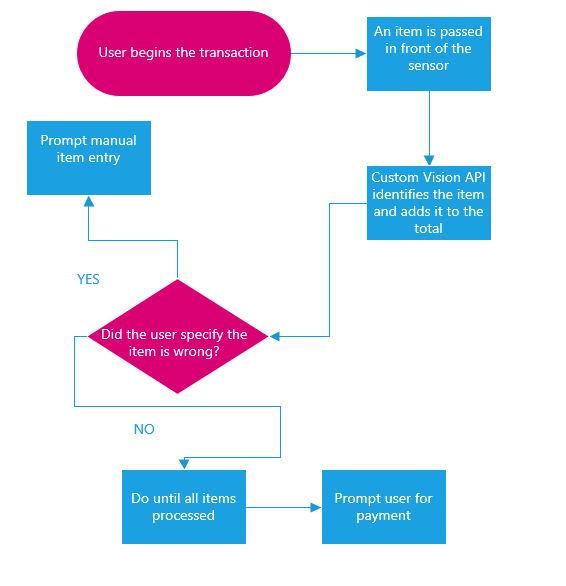 User begins the transaction
An item is passed
in front of the
sensor
Custom Vision API
identifies the item
and adds it to the
total
Prompt manual
item entry
YES
Did the user specify the
item is wrong?
NO
Do until all items
processed
Prompt user for
payment